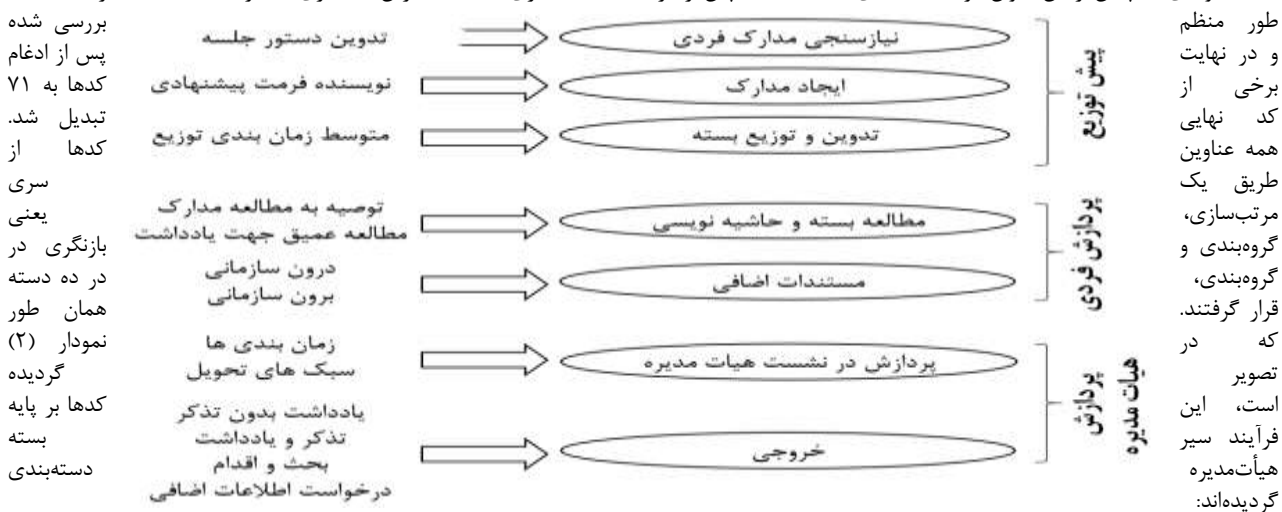 طور منظم بررسی شده
و در نهایت پس از ادغام
برخی از کدها به ۷۱
کد نهایی تبدیل شد.
همه عناوین کدها از
طریق یک سری
مرتب‌سازی، یعنی
گروه‌بندی و بازنگری در
گروه‌بندی، در ده دسته
قرار گرفتند. همان طور
که در نمودار (۲)
تصویر گردیده
است، این کدها بر پایه
فرآیند سیر بسته
هیأت‌مدیره دسته‌بندی
گردیده‌اند:
پیش توزیع
نیازسنجی مدارک فردی
تدوین دستور جلسه
ایجاد مدارک
نویسنده فرمت پیشنهادی
تدوین و توزیع بسته
متوسط زمان بندی توزیع
پردازش فردی
مطالعه بسته و حاشیه نویسی
توصیه به مطالعه مدارک
مطالعه عمیق جهت یادداشت
مستندات اضافی
درون سازمانی
برون سازمانی
هیات مدیره
پردازش
پردازش در نشست هیات مدیره
زمان بندی ها
سبک های تحویل
خروجی
یادداشت بدون تذکر
تذکر و یادداشت
بحث و اقدام
درخواست اطلاعات اضافی